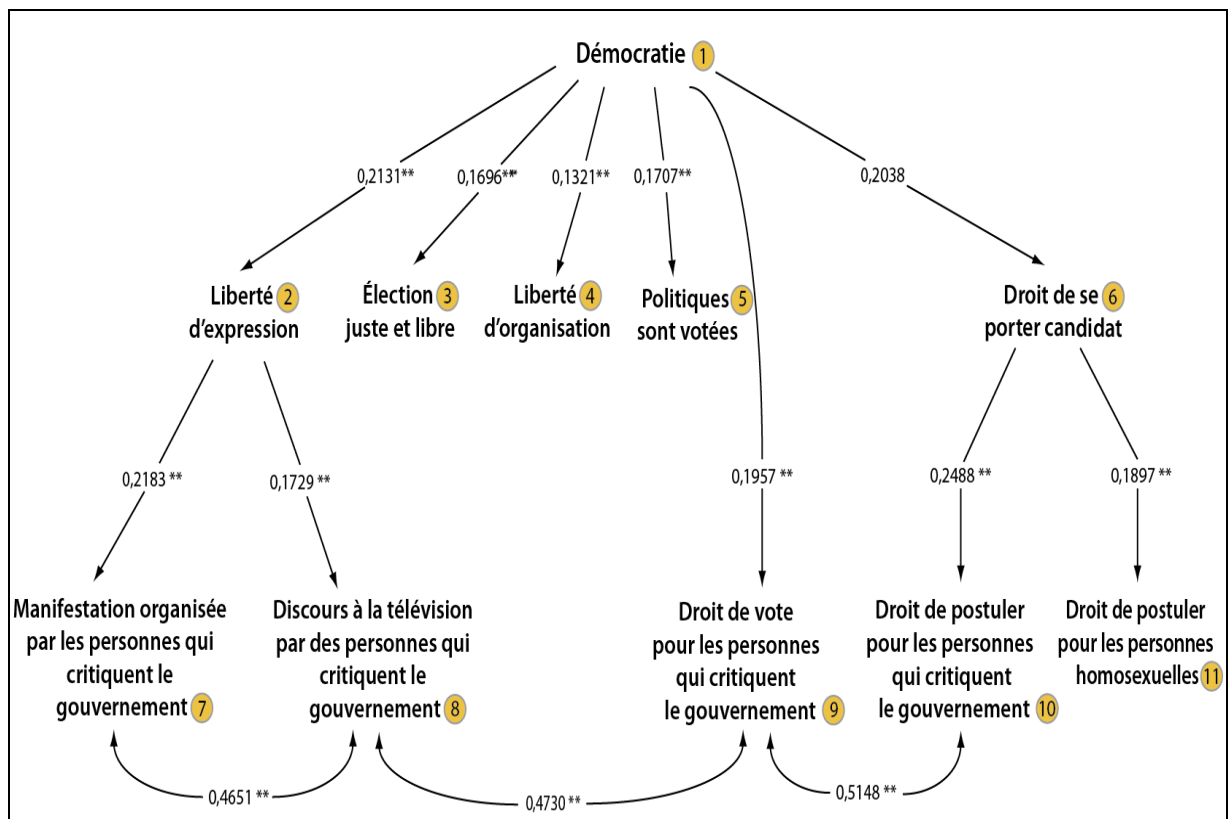 Démocratie 1
0,2131** 0,1696** 0,1321** 0,1707** 0,2038
Liberté 2
d'expression
Élection 3
juste et libre
Liberté 4
d'organisation
Politiques 5
sont votées
Droit de se 6
porter candidat
0,2183 ** 0,1729 ** 0,1957 ** 0,2488 ** 0,1897 **
Manifestation organisée
par les personnes qui
critiquent le
gouvernement 7
Discours à la télévision
par des personnes qui
critiquent le
gouvernement 8
Droit de vote
pour les personnes
qui critiquent
le gouvernement 9
Droit de postuler
pour les personnes
qui critiquent
le gouvernement 10
Droit de postuler
pour les personnes
homosexuelles 11
0,4651 ** 0,4730 ** 0,5148 **